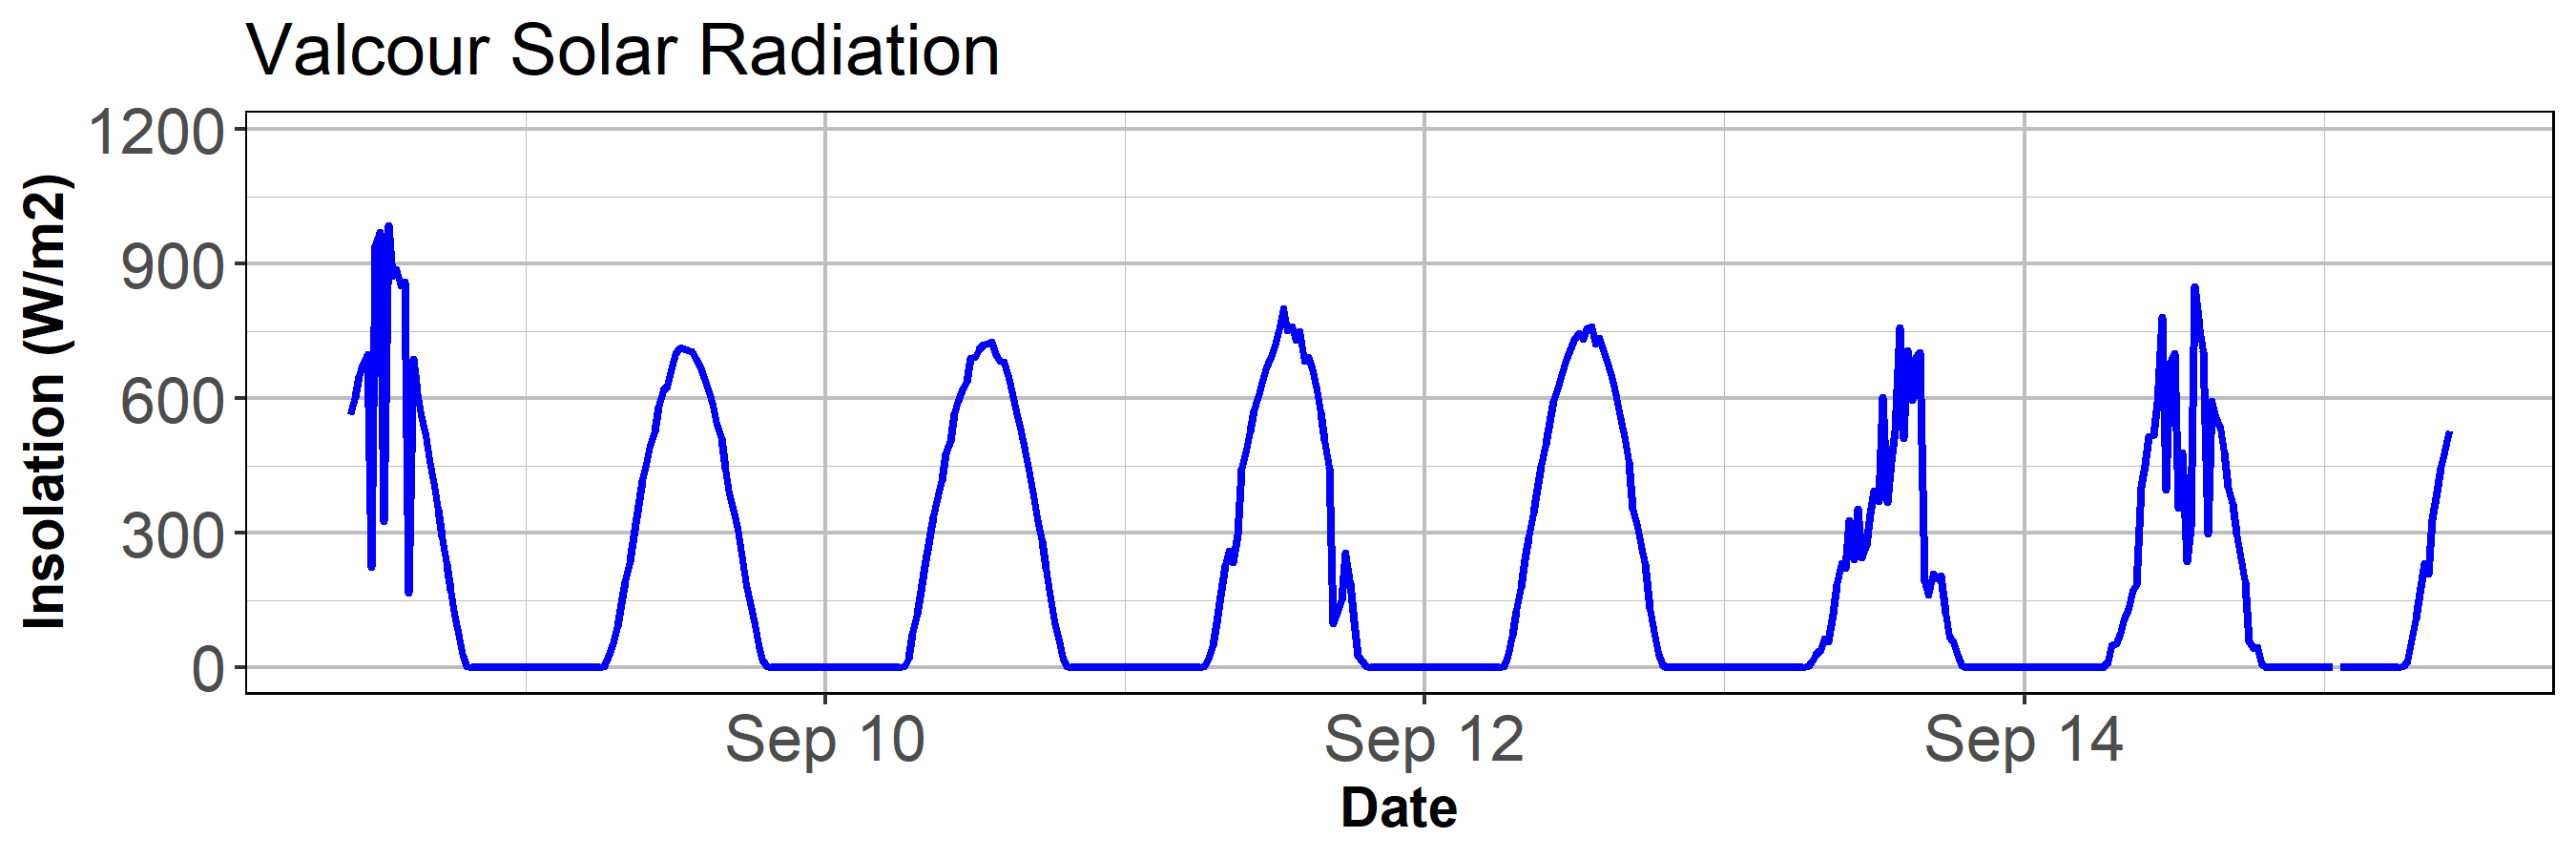 Valcour Solar Radiation
1200
900
600
300
0
Insolation (W/m2)
Sep 10
Sep 12
Sep 14
Date